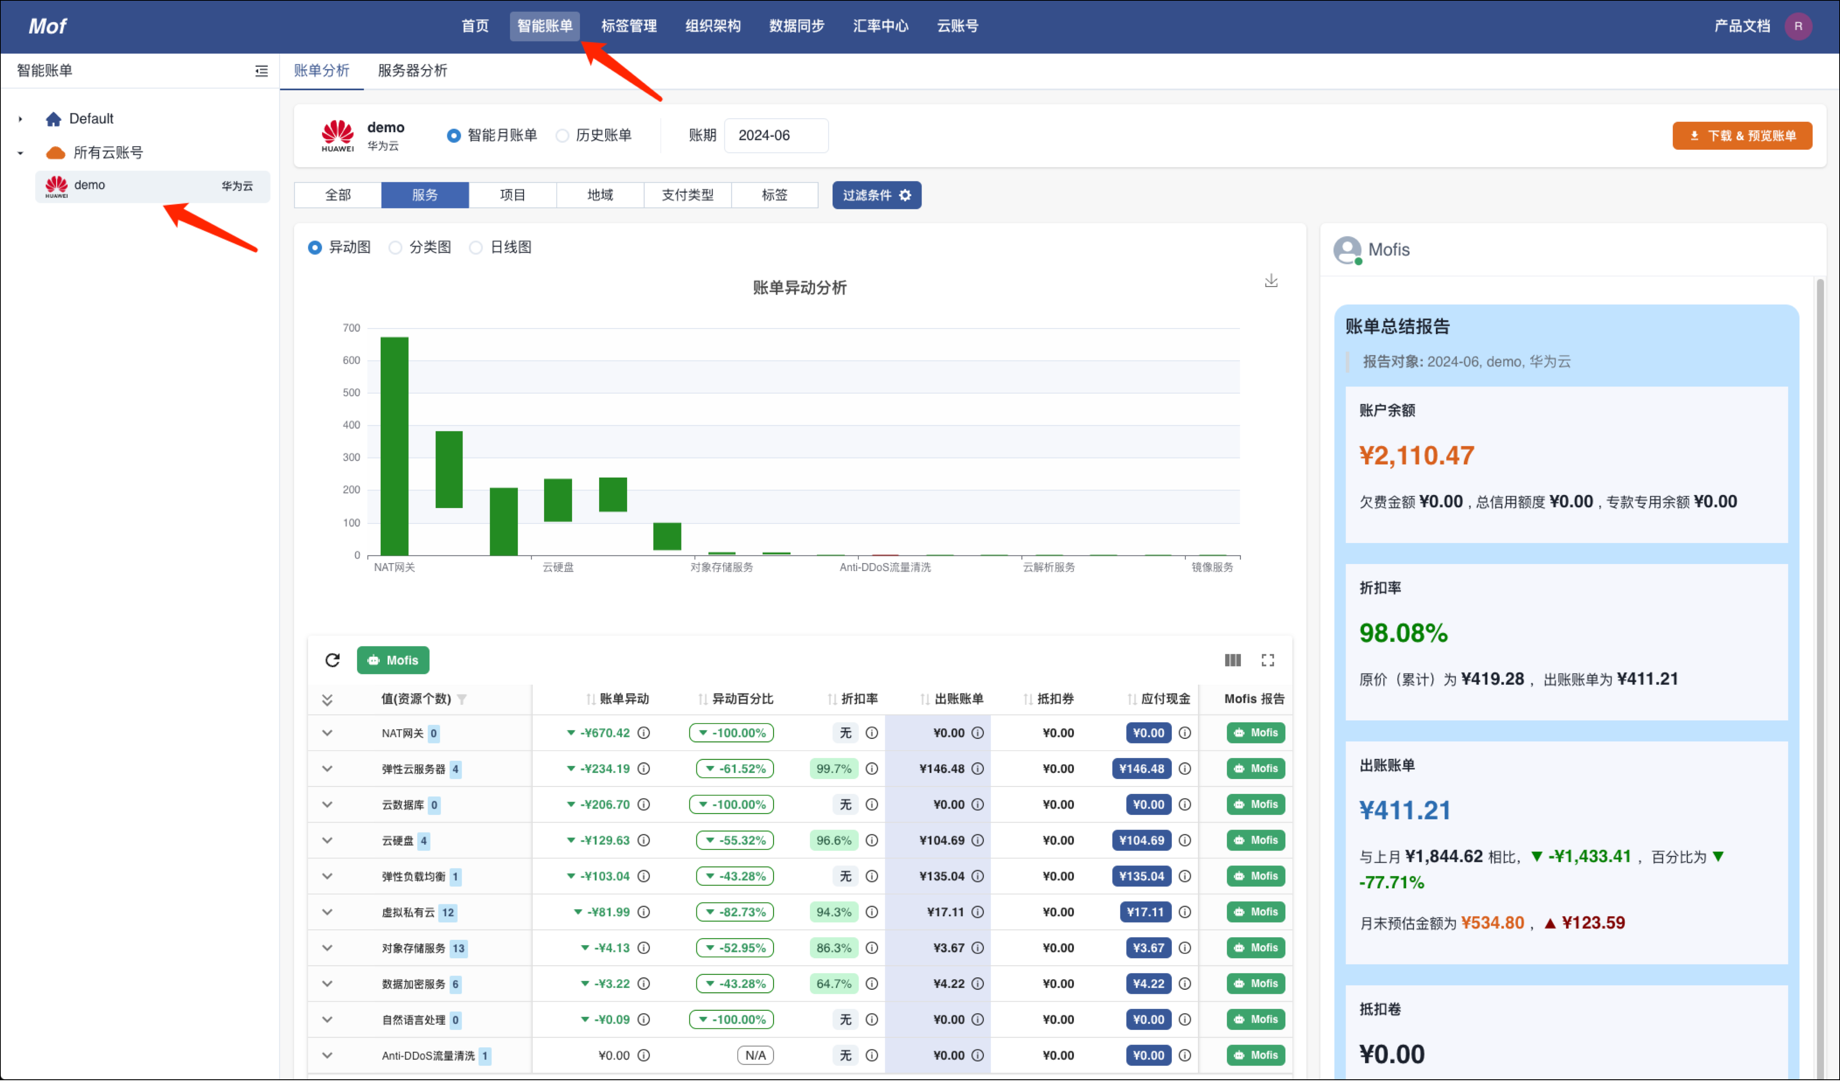 Mof
首页 智能账单 标签管理 组织架构 数据同步 汇率中心 云账号
产品文档 R
智能账单
Default
所有云账号
HUAWEI demo 华为云
账单分析 服务器分析
HUAWEI
demo
华为云
智能月账单 历史账单 账期 2024-06
下载 & 预览账单
全部 服务 项目 地域 支付类型 标签 过滤条件
异动图 分类图 日线图
账单异动分析
700
600
500
400
300
200
100
0
NAT网关 云硬盘 对象存储服务 Anti-DDoS流量清洗 云解析服务 镜像服务
Mofis
值(资源个数) 账单异动 异动百分比 折扣率 出账账单 抵扣券 应付现金 Mofis 报告
NAT网关 0 -¥670.42 -100.00% 无 ¥0.00 ¥0.00 ¥0.00 Mofis
弹性云服务器 4 -¥234.19 -61.52% 99.7% ¥146.48 ¥0.00 ¥146.48 Mofis
云数据库 0 -¥206.70 -100.00% 无 ¥0.00 ¥0.00 ¥0.00 Mofis
云硬盘 4 -¥129.63 -55.32% 96.6% ¥104.69 ¥0.00 ¥104.69 Mofis
弹性负载均衡 1 -¥103.04 -43.28% 无 ¥135.04 ¥0.00 ¥135.04 Mofis
虚拟私有云 12 -¥81.99 -82.73% 94.3% ¥17.11 ¥0.00 ¥17.11 Mofis
对象存储服务 13 -¥4.13 -52.95% 86.3% ¥3.67 ¥0.00 ¥3.67 Mofis
数据加密服务 6 -¥3.22 -43.28% 64.7% ¥4.22 ¥0.00 ¥4.22 Mofis
自然语言处理 0 -¥0.09 -100.00% 无 ¥0.00 ¥0.00 ¥0.00 Mofis
Anti-DDoS流量清洗 1 ¥0.00 N/A 无 ¥0.00 ¥0.00 ¥0.00 Mofis
Mofis
账单总结报告
报告对象: 2024-06, demo, 华为云
账户余额
¥2,110.47
欠费金额 ¥0.00 , 总信用额度 ¥0.00 , 专款专用余额 ¥0.00
折扣率
98.08%
原价（累计）为 ¥419.28 , 出账账单为 ¥411.21
出账账单
¥411.21
与上月 ¥1,844.62 相比, ▼ -¥1,433.41 , 百分比为 ▼
-77.71%
月末预估金额为 ¥534.80 , ▲ ¥123.59
抵扣卷
¥0.00